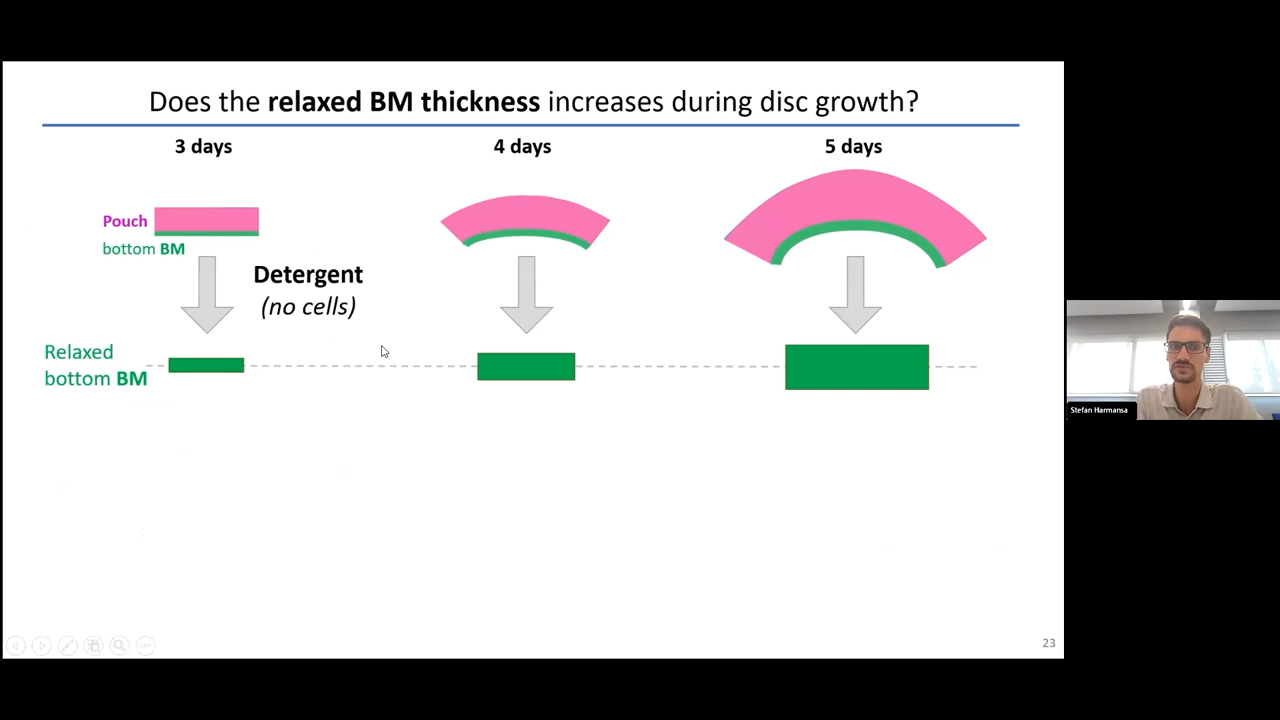 Does the relaxed BM thickness increases during disc growth?
3 days
4 days
5 days
Pouch
bottom BM
Detergent
(no cells)
Relaxed
bottom BM
Stefan Harmansa
23